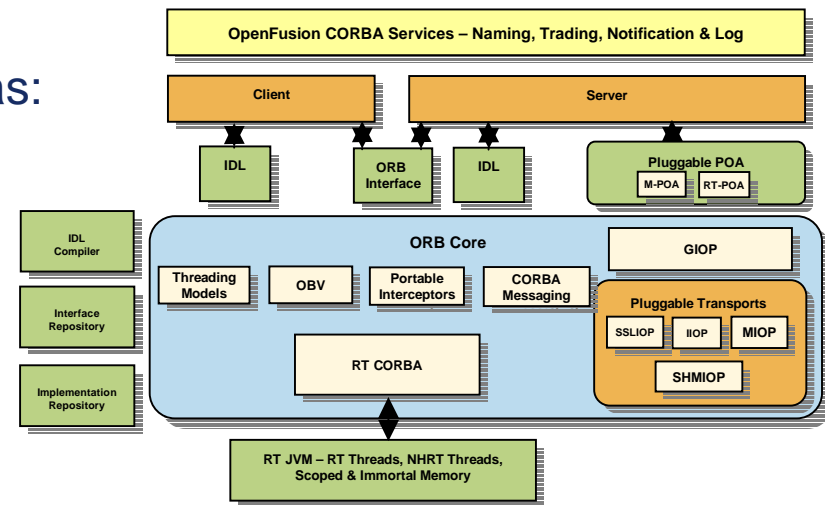 OpenFusion CORBA Services – Naming, Trading, Notification & Log
as:
Client
Server
IDL
ORB
Interface
IDL
Pluggable POA
M-POA
RT-POA
IDL
Compiler
Interface
Repository
Implementation
Repository
ORB Core
GIOP
Threading
Models
OBV
Portable
Interceptors
CORBA
Messaging
Pluggable Transports
SSLIOP
IIOP
MIOP
SHMIOP
RT CORBA
RT JVM – RT Threads, NHRT Threads,
Scoped & Immortal Memory